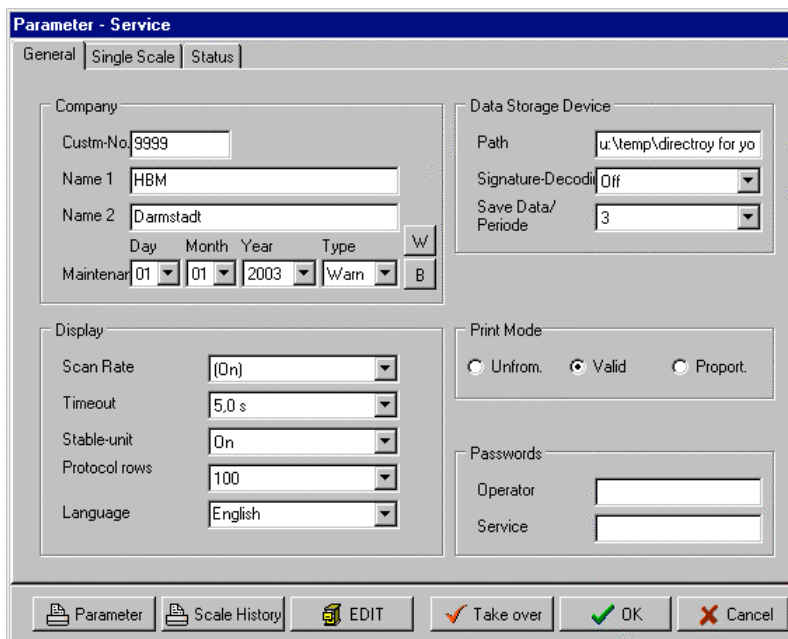 Parameter - Service
General Single Scale Status
Company
Custm-No. 9999
Name 1 HBM
Name 2 Darmstadt
Day Month Year Type W
Maintenar 01 01 2003 Warn B
Data Storage Device
Path u:\temp\directroy for yo
Signature-Decodin Off
Save Data/
Periode 3
Display
Scan Rate (On)
Timeout 5,0 s
Stable-unit On
Protocol rows 100
Language English
Print Mode
Unfrom. Valid Proport.
Passwords
Operator
Service
Parameter Scale History EDIT Take over OK Cancel